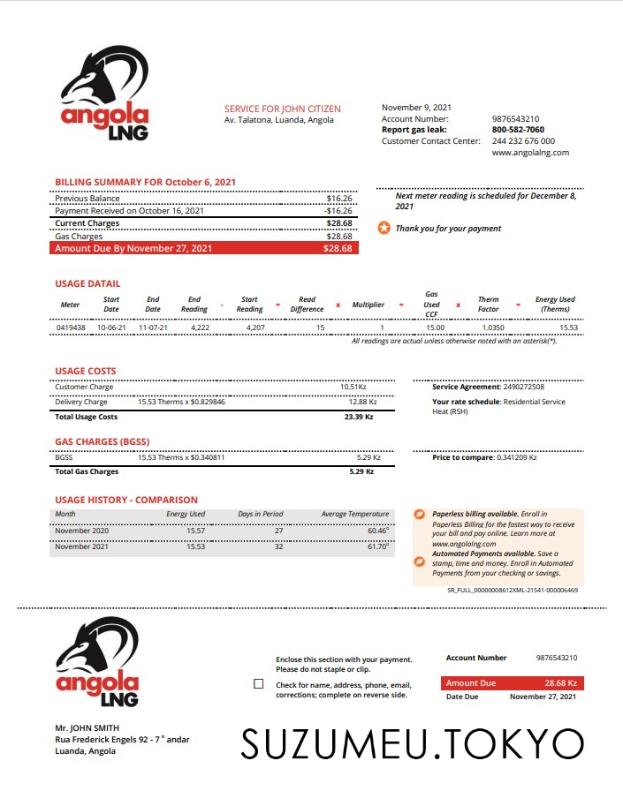 angola
LNG
SERVICE FOR JOHN CITIZEN
Av. Talatona, Luanda, Angola
November 9, 2021
Account Number: 9876543210
Report gas leak: 800-582-7060
Customer Contact Center: 244 232 676 000
www.angolalng.com
BILLING SUMMARY FOR October 6, 2021
Previous Balance $16.26
Payment Received on October 16, 2021 -$16.26
Current Charges $28.68
Gas Charges $28.68
Amount Due By November 27, 2021 $28.68
Next meter reading is scheduled for December 8,
2021
Thank you for your payment
USAGE DATAIL
Meter Start Date End Date End Reading - Start Reading = Read Difference x Multiplier = Gas Used CCF x Therm Factor = Energy Used (Therms)
0419438 10-06-21 11-07-21 4,222 4,207 15 1 15.00 1.0350 15.53
All readings are actual unless otherwise noted with an asterisk(*).
USAGE COSTS
Customer Charge 10.51Kz
Delivery Charge 15.53 Therms x $0.829846 12.88 Kz
Total Usage Costs 23.39 Kz
Service Agreement: 2490272508
Your rate schedule: Residential Service
Heat (RSH)
GAS CHARGES (BGSS)
BGSS 15.53 Therms x $0.340811 5.29 Kz
Total Gas Charges 5.29 Kz
Price to compare: 0.341209 Kz
USAGE HISTORY - COMPARISON
Month Energy Used Days in Period Average Temperature
November 2020 15.57 27 60.46°
November 2021 15.53 32 61.70°
Paperless billing available. Enroll in
Paperless Billing for the fastest way to receive
your bill and pay online. Learn more at
www.angolalng.com
Automated Payments available. Save a
stamp, time and money. Enroll in Automated
Payments from your checking or savings.
SR_FULL_00000008612XML-21541-000006469
angola
LNG
Enclose this section with your payment.
Please do not staple or clip.
Check for name, address, phone, email,
corrections; complete on reverse side.
Account Number 9876543210
Amount Due 28.68 Kz
Date Due November 27, 2021
Mr. JOHN SMITH
Rua Frederick Engels 92 - 7 º andar
Luanda, Angola
SUZUMEU.TOKYO